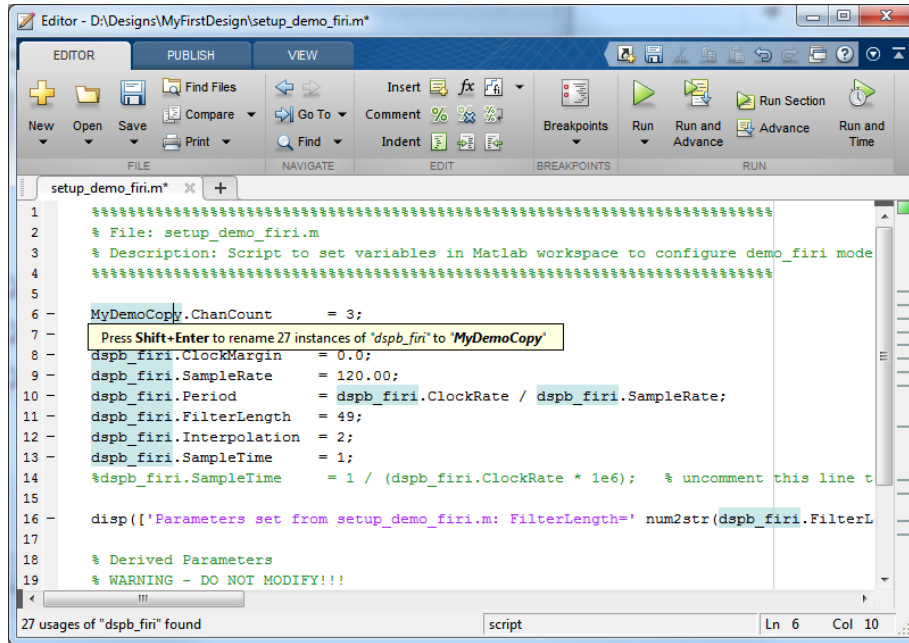 Editor - D:\Designs\MyFirstDesign\setup_demo_firi.m*
EDITOR PUBLISH VIEW
New Open Save Find Files Compare Print
Go To Find
Insert fx
Comment
Indent
Breakpoints
Run Run and Advance Run Section Advance Run and Time
FILE NAVIGATE EDIT BREAKPOINTS RUN
setup_demo_firi.m*
1 %%%%%%%%%%%%%%%%%%%%%%%%%%%%%%%%%%%%%%%%%%%%%%%%%%%%%%%%%%%%%%%%%%%%%%%%%%%
2 % File: setup_demo_firi.m
3 % Description: Script to set variables in Matlab workspace to configure demo_firi mode
4 %%%%%%%%%%%%%%%%%%%%%%%%%%%%%%%%%%%%%%%%%%%%%%%%%%%%%%%%%%%%%%%%%%%%%%%%%%%
5
6 – MyDemoCopy.ChanCount = 3;
7 – Press Shift+Enter to rename 27 instances of "dspb_firi" to "MyDemoCopy"
8 – dspb_firi.ClockMargin = 0.0;
9 – dspb_firi.SampleRate = 120.00;
10 – dspb_firi.Period = dspb_firi.ClockRate / dspb_firi.SampleRate;
11 – dspb_firi.FilterLength = 49;
12 – dspb_firi.Interpolation = 2;
13 – dspb_firi.SampleTime = 1;
14 %dspb_firi.SampleTime = 1 / (dspb_firi.ClockRate * 1e6); % uncomment this line t
15
16 – disp(['Parameters set from setup_demo_firi.m: FilterLength=' num2str(dspb_firi.FilterL
17
18 % Derived Parameters
19 % WARNING - DO NOT MODIFY!!!
27 usages of "dspb_firi" found script Ln 6 Col 10